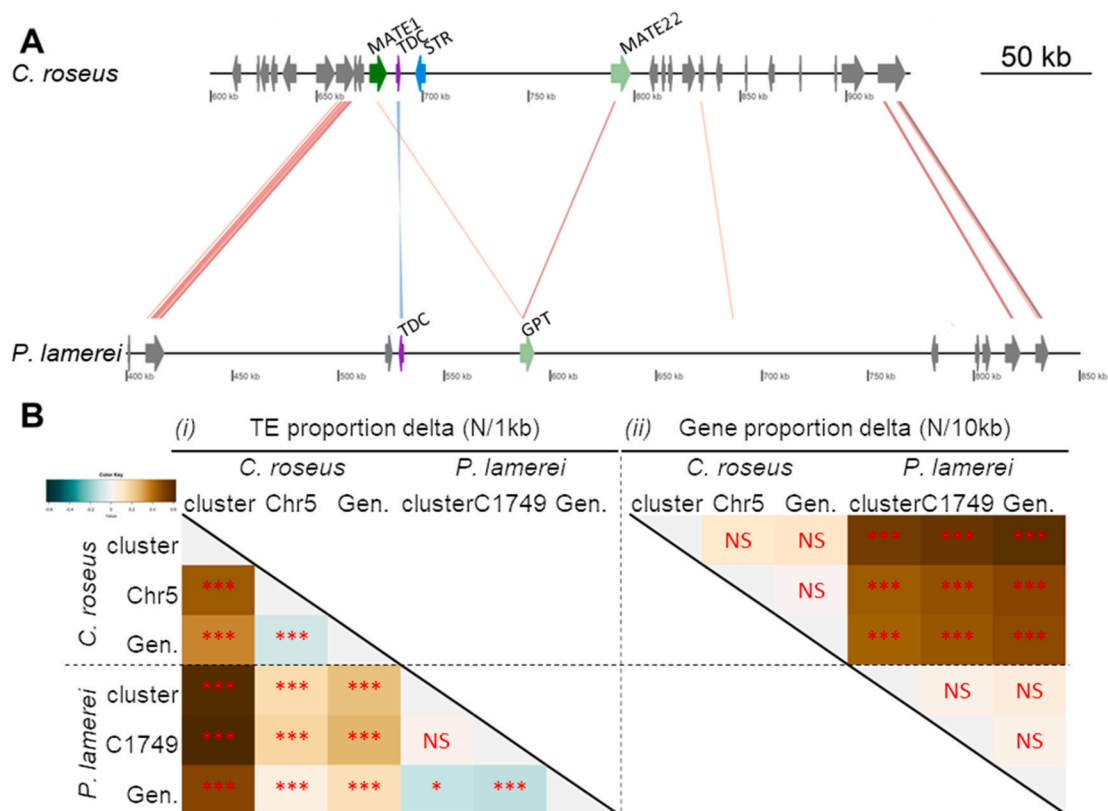 A
C. roseus
MATE1
TDC
STR
MATE22
50 kb
600 kb 650 kb 700 kb 750 kb 800 kb 850 kb 900 kb
P. lamerei
TDC
GPT
400 kb 450 kb 500 kb 550 kb 600 kb 650 kb 700 kb 750 kb 800 kb 850 kb
B
(i) TE proportion delta (N/1kb) (ii) Gene proportion delta (N/10kb)
C. roseus P. lamerei C. roseus P. lamerei
Color Key
Value
cluster Chr5 Gen. clusterC1749 Gen. cluster Chr5 Gen. clusterC1749 Gen.
C. roseus
cluster NS NS *** *** ***
Chr5 *** NS *** *** ***
Gen. *** *** *** *** ***
P. lamerei
cluster *** *** *** NS NS
C1749 *** *** *** NS NS
Gen. *** *** *** * ***